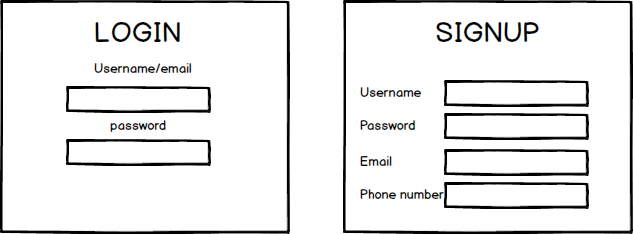 LOGIN
Username/email
password
SIGNUP
Username
Password
Email
Phone number